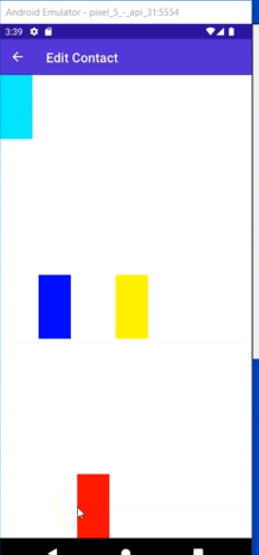 Android Emulator - pixel_5_-_api_31:5554
3:39
Edit Contact